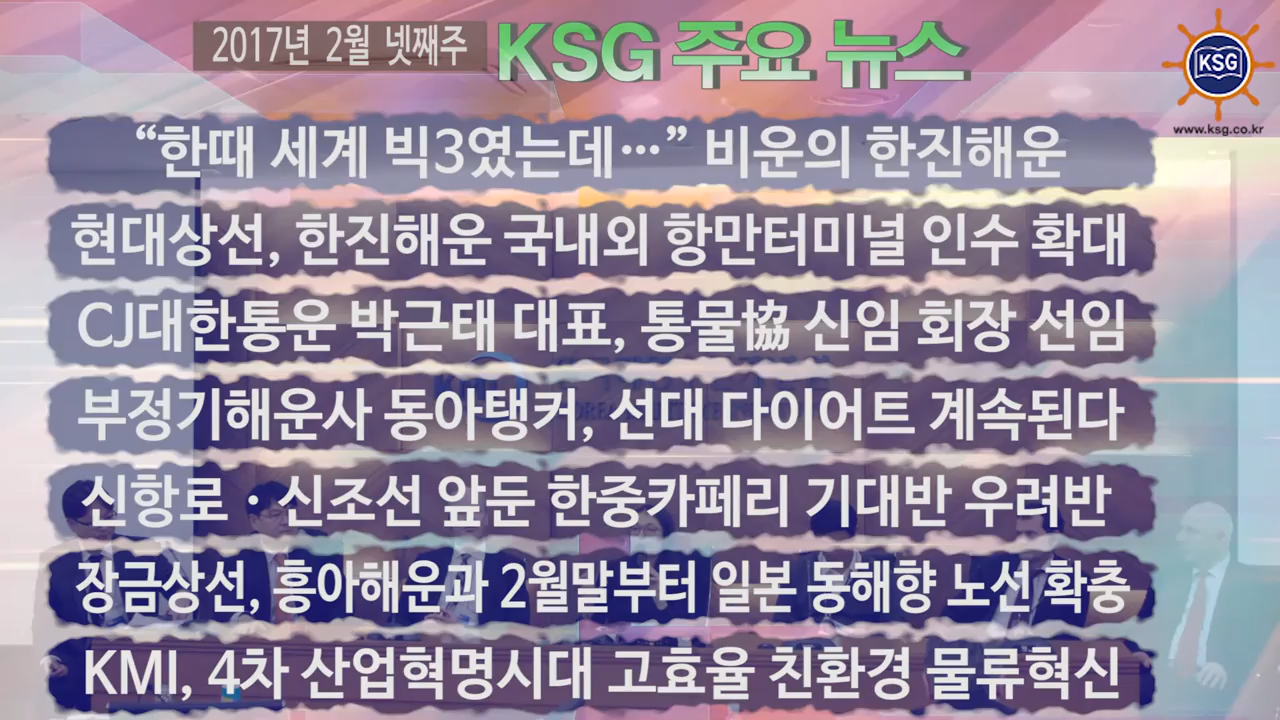 2017년 2월 넷째주 KSG 주요 뉴스
KSG
www.ksg.co.kr
“한때 세계 빅3였는데…” 비운의 한진해운
현대상선, 한진해운 국내외 항만터미널 인수 확대
CJ대한통운 박근태 대표, 통물協 신임 회장 선임
부정기해운사 동아탱커, 선대 다이어트 계속된다
신항로ㆍ신조선 앞둔 한중카페리 기대반 우려반
장금상선, 흥아해운과 2월말부터 일본 동해향 노선 확충
KMI, 4차 산업혁명시대 고효율 친환경 물류혁신